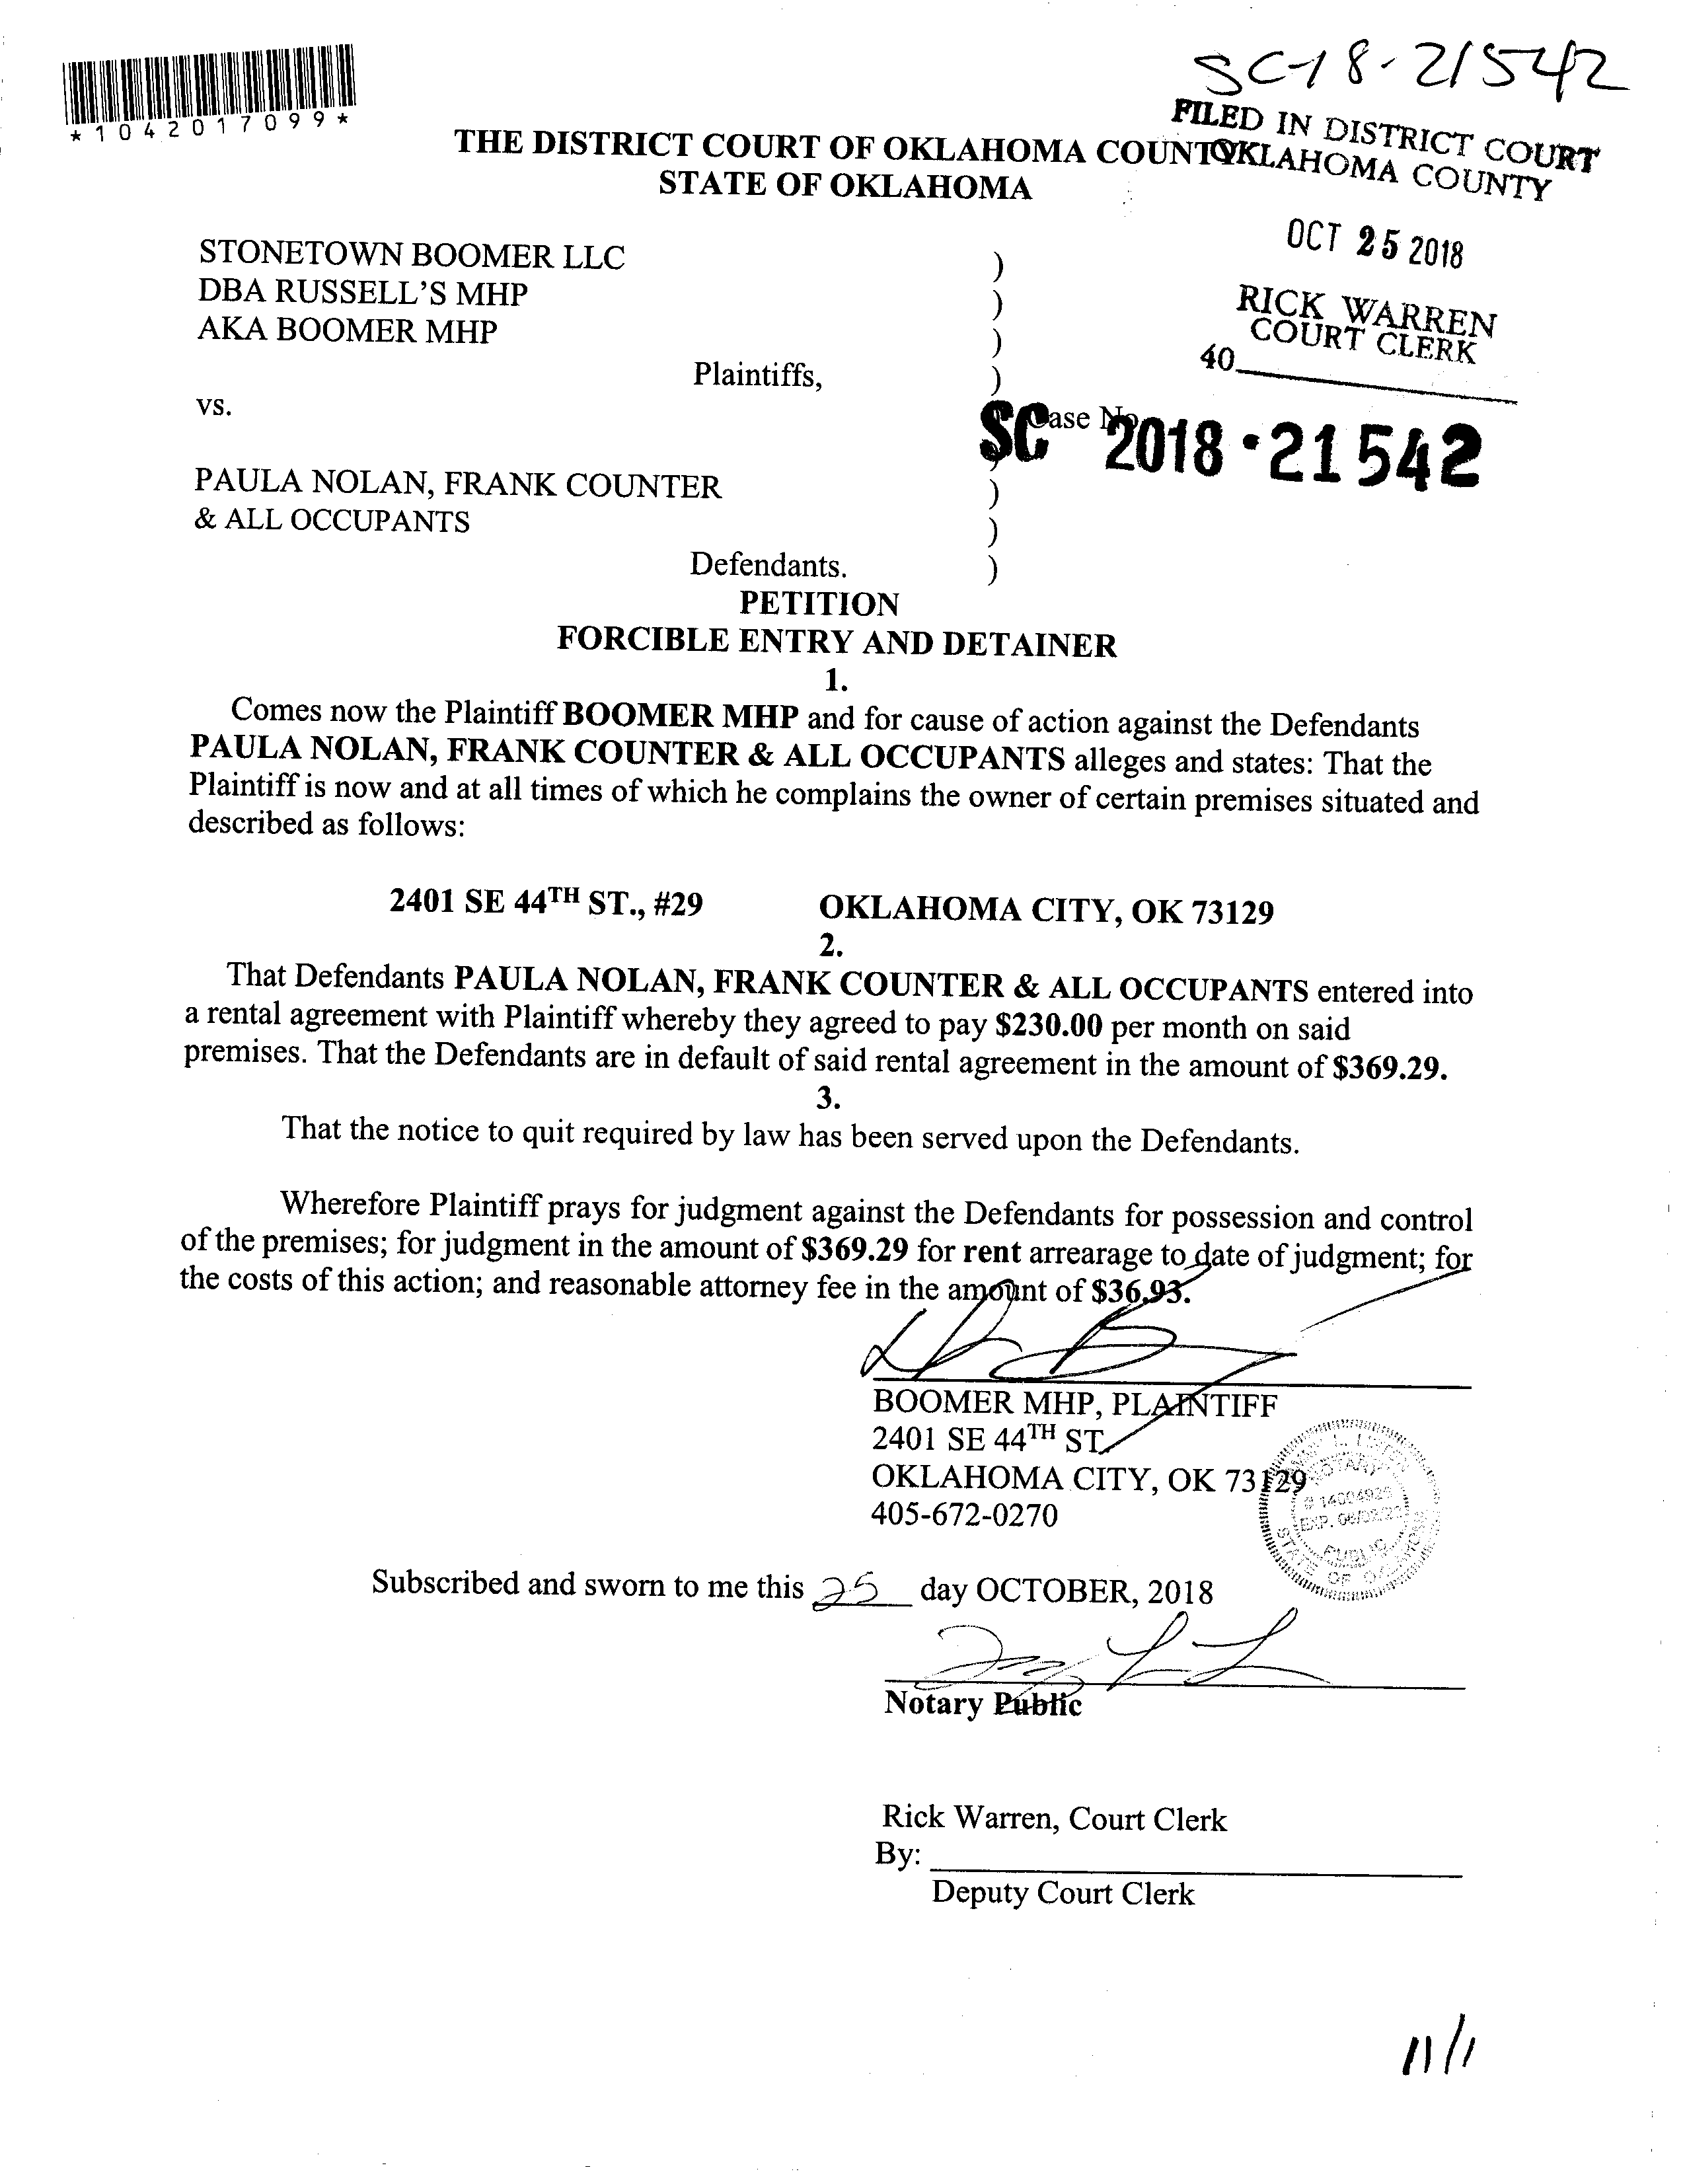 SC-18-21542
*1042017099*
FILED IN DISTRICT COURT
OKLAHOMA COUNTY
THE DISTRICT COURT OF OKLAHOMA COUNTY
STATE OF OKLAHOMA
OCT 25 2018
RICK WARREN
COURT CLERK
40
STONETOWN BOOMER LLC )
DBA RUSSELL'S MHP )
AKA BOOMER MHP )
Plaintiffs, )
vs. Case No.
SC 2018-21542
PAULA NOLAN, FRANK COUNTER )
& ALL OCCUPANTS )
Defendants. )
PETITION
FORCIBLE ENTRY AND DETAINER
1.
Comes now the Plaintiff BOOMER MHP and for cause of action against the Defendants
PAULA NOLAN, FRANK COUNTER & ALL OCCUPANTS alleges and states: That the
Plaintiff is now and at all times of which he complains the owner of certain premises situated and
described as follows:
2401 SE 44TH ST., #29 OKLAHOMA CITY, OK 73129
2.
That Defendants PAULA NOLAN, FRANK COUNTER & ALL OCCUPANTS entered into
a rental agreement with Plaintiff whereby they agreed to pay $230.00 per month on said
premises. That the Defendants are in default of said rental agreement in the amount of $369.29.
3.
That the notice to quit required by law has been served upon the Defendants.
Wherefore Plaintiff prays for judgment against the Defendants for possession and control
of the premises; for judgment in the amount of $369.29 for rent arrearage to date of judgment; for
the costs of this action; and reasonable attorney fee in the amount of $36.93.
BOOMER MHP, PLAINTIFF
2401 SE 44TH ST.
OKLAHOMA CITY, OK 73129
405-672-0270
NOTARY
# 14004929
EXP.
PUBLIC
STATE OF OKLAHOMA
Subscribed and sworn to me this 25 day OCTOBER, 2018
Notary Public
Rick Warren, Court Clerk
By:
Deputy Court Clerk
11/1